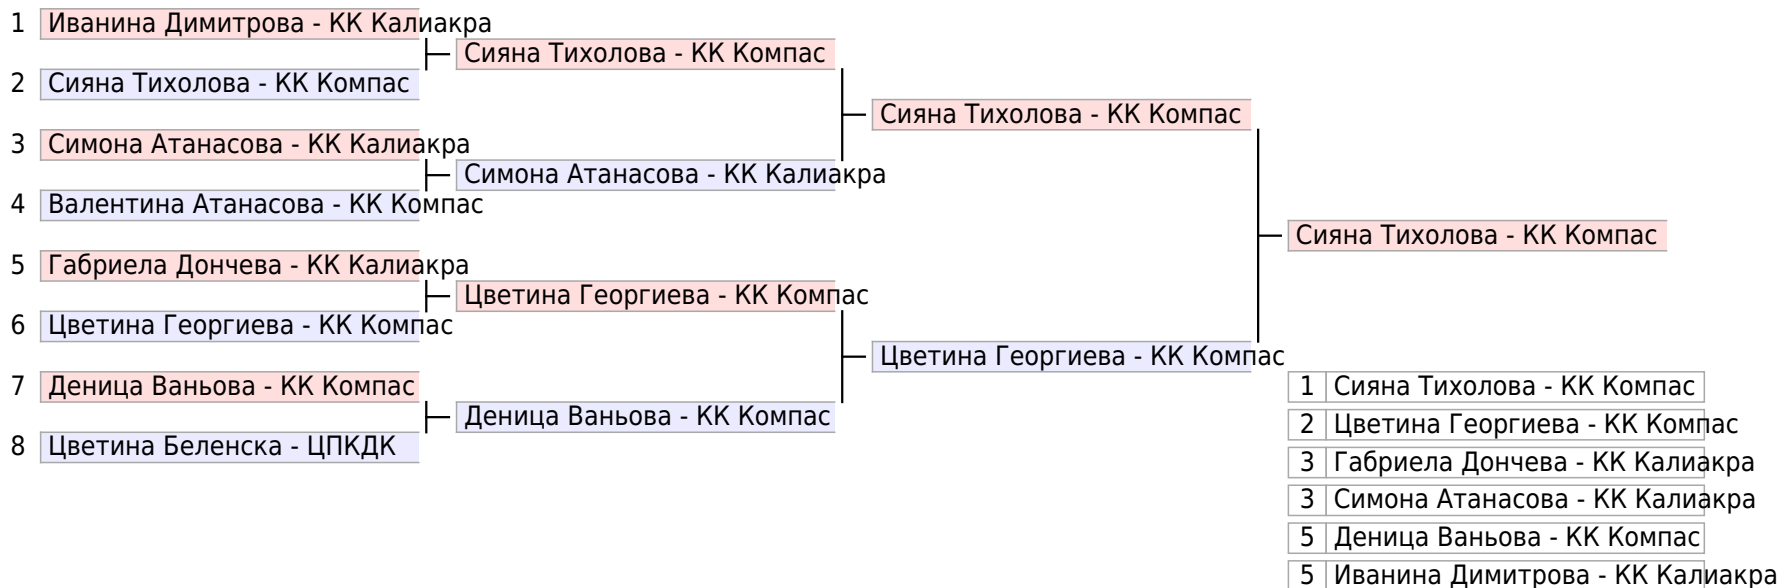 1 Иванина Димитрова - КК Калиакра
Сияна Тихолова - КК Компас
2 Сияна Тихолова - КК Компас
Сияна Тихолова - КК Компас
3 Симона Атанасова - КК Калиакра
Симона Атанасова - КК Калиакра
4 Валентина Атанасова - КК Компас
Сияна Тихолова - КК Компас
5 Габриела Дончева - КК Калиакра
Цветина Георгиева - КК Компас
6 Цветина Георгиева - КК Компас
Цветина Георгиева - КК Компас
7 Деница Ваньова - КК Компас
Деница Ваньова - КК Компас
8 Цветина Беленска - ЦПКДК
1 Сияна Тихолова - КК Компас
2 Цветина Георгиева - КК Компас
3 Габриела Дончева - КК Калиакра
3 Симона Атанасова - КК Калиакра
5 Деница Ваньова - КК Компас
5 Иванина Димитрова - КК Калиакра